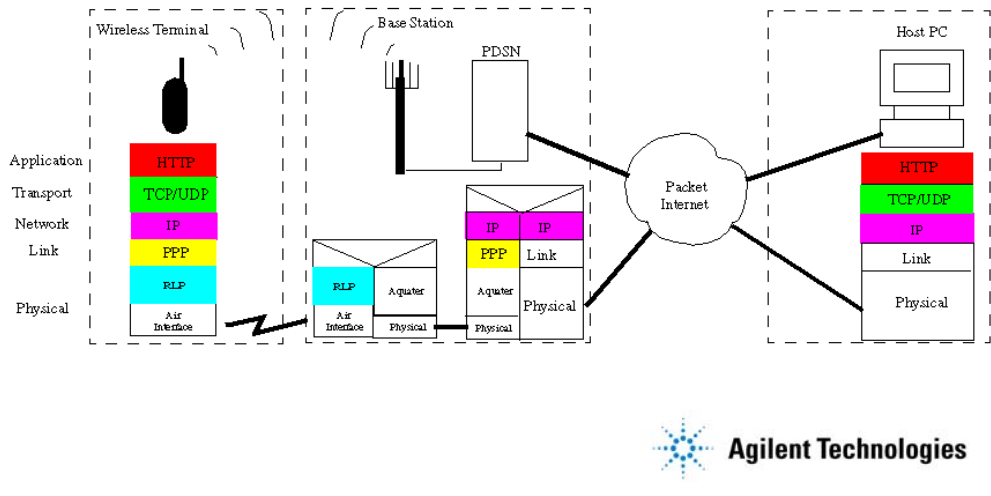 Wireless Terminal
Base Station
PDSN
Host PC
Application
Transport
Network
Link
Physical
HTTP
TCP/UDP
IP
PPP
RLP
Air
Interface
RLP
Aquater
Air
Interface
Physical
IP
IP
PPP
Link
Aquater
Physical
Physical
Packet
Internet
HTTP
TCP/UDP
IP
Link
Physical
Agilent Technologies